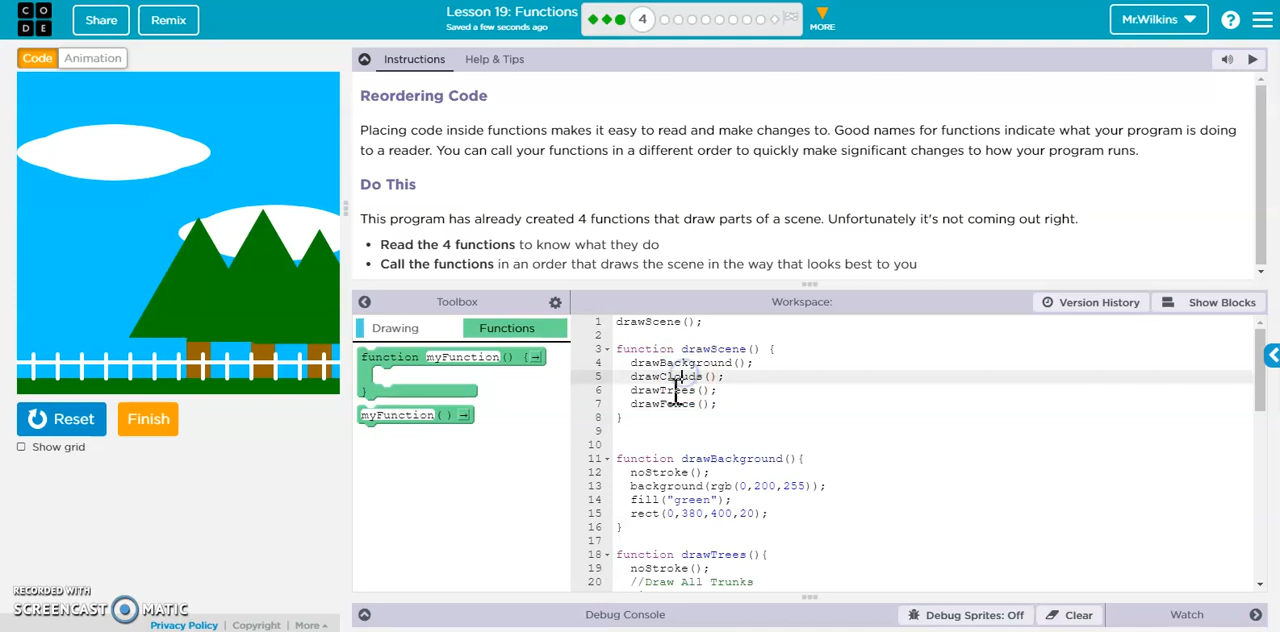 CODE
Share
Remix
Lesson 19: Functions
Saved a few seconds ago
4
MORE
Mr.Wilkins
?
Code
Animation
Instructions
Help & Tips
Reordering Code
Placing code inside functions makes it easy to read and make changes to. Good names for functions indicate what your program is doing
to a reader. You can call your functions in a different order to quickly make significant changes to how your program runs.
Do This
This program has already created 4 functions that draw parts of a scene. Unfortunately it's not coming out right.
• Read the 4 functions to know what they do
• Call the functions in an order that draws the scene in the way that looks best to you
Toolbox
Workspace:
Version History
Show Blocks
Drawing
Functions
function myFunction() {
}
myFunction()
1 drawScene();
2
3 function drawScene() {
4 drawBackground();
5 drawClouds();
6 drawTrees();
7 drawFence();
8 }
9
10
11 function drawBackground(){
12 noStroke();
13 background(rgb(0,200,255));
14 fill("green");
15 rect(0,380,400,20);
16 }
17
18 function drawTrees(){
19 noStroke();
20 //Draw All Trunks
Reset
Finish
Show grid
RECORDED WITH
SCREENCAST MATIC
Privacy Policy | Copyright | More
Debug Console
Debug Sprites: Off
Clear
Watch